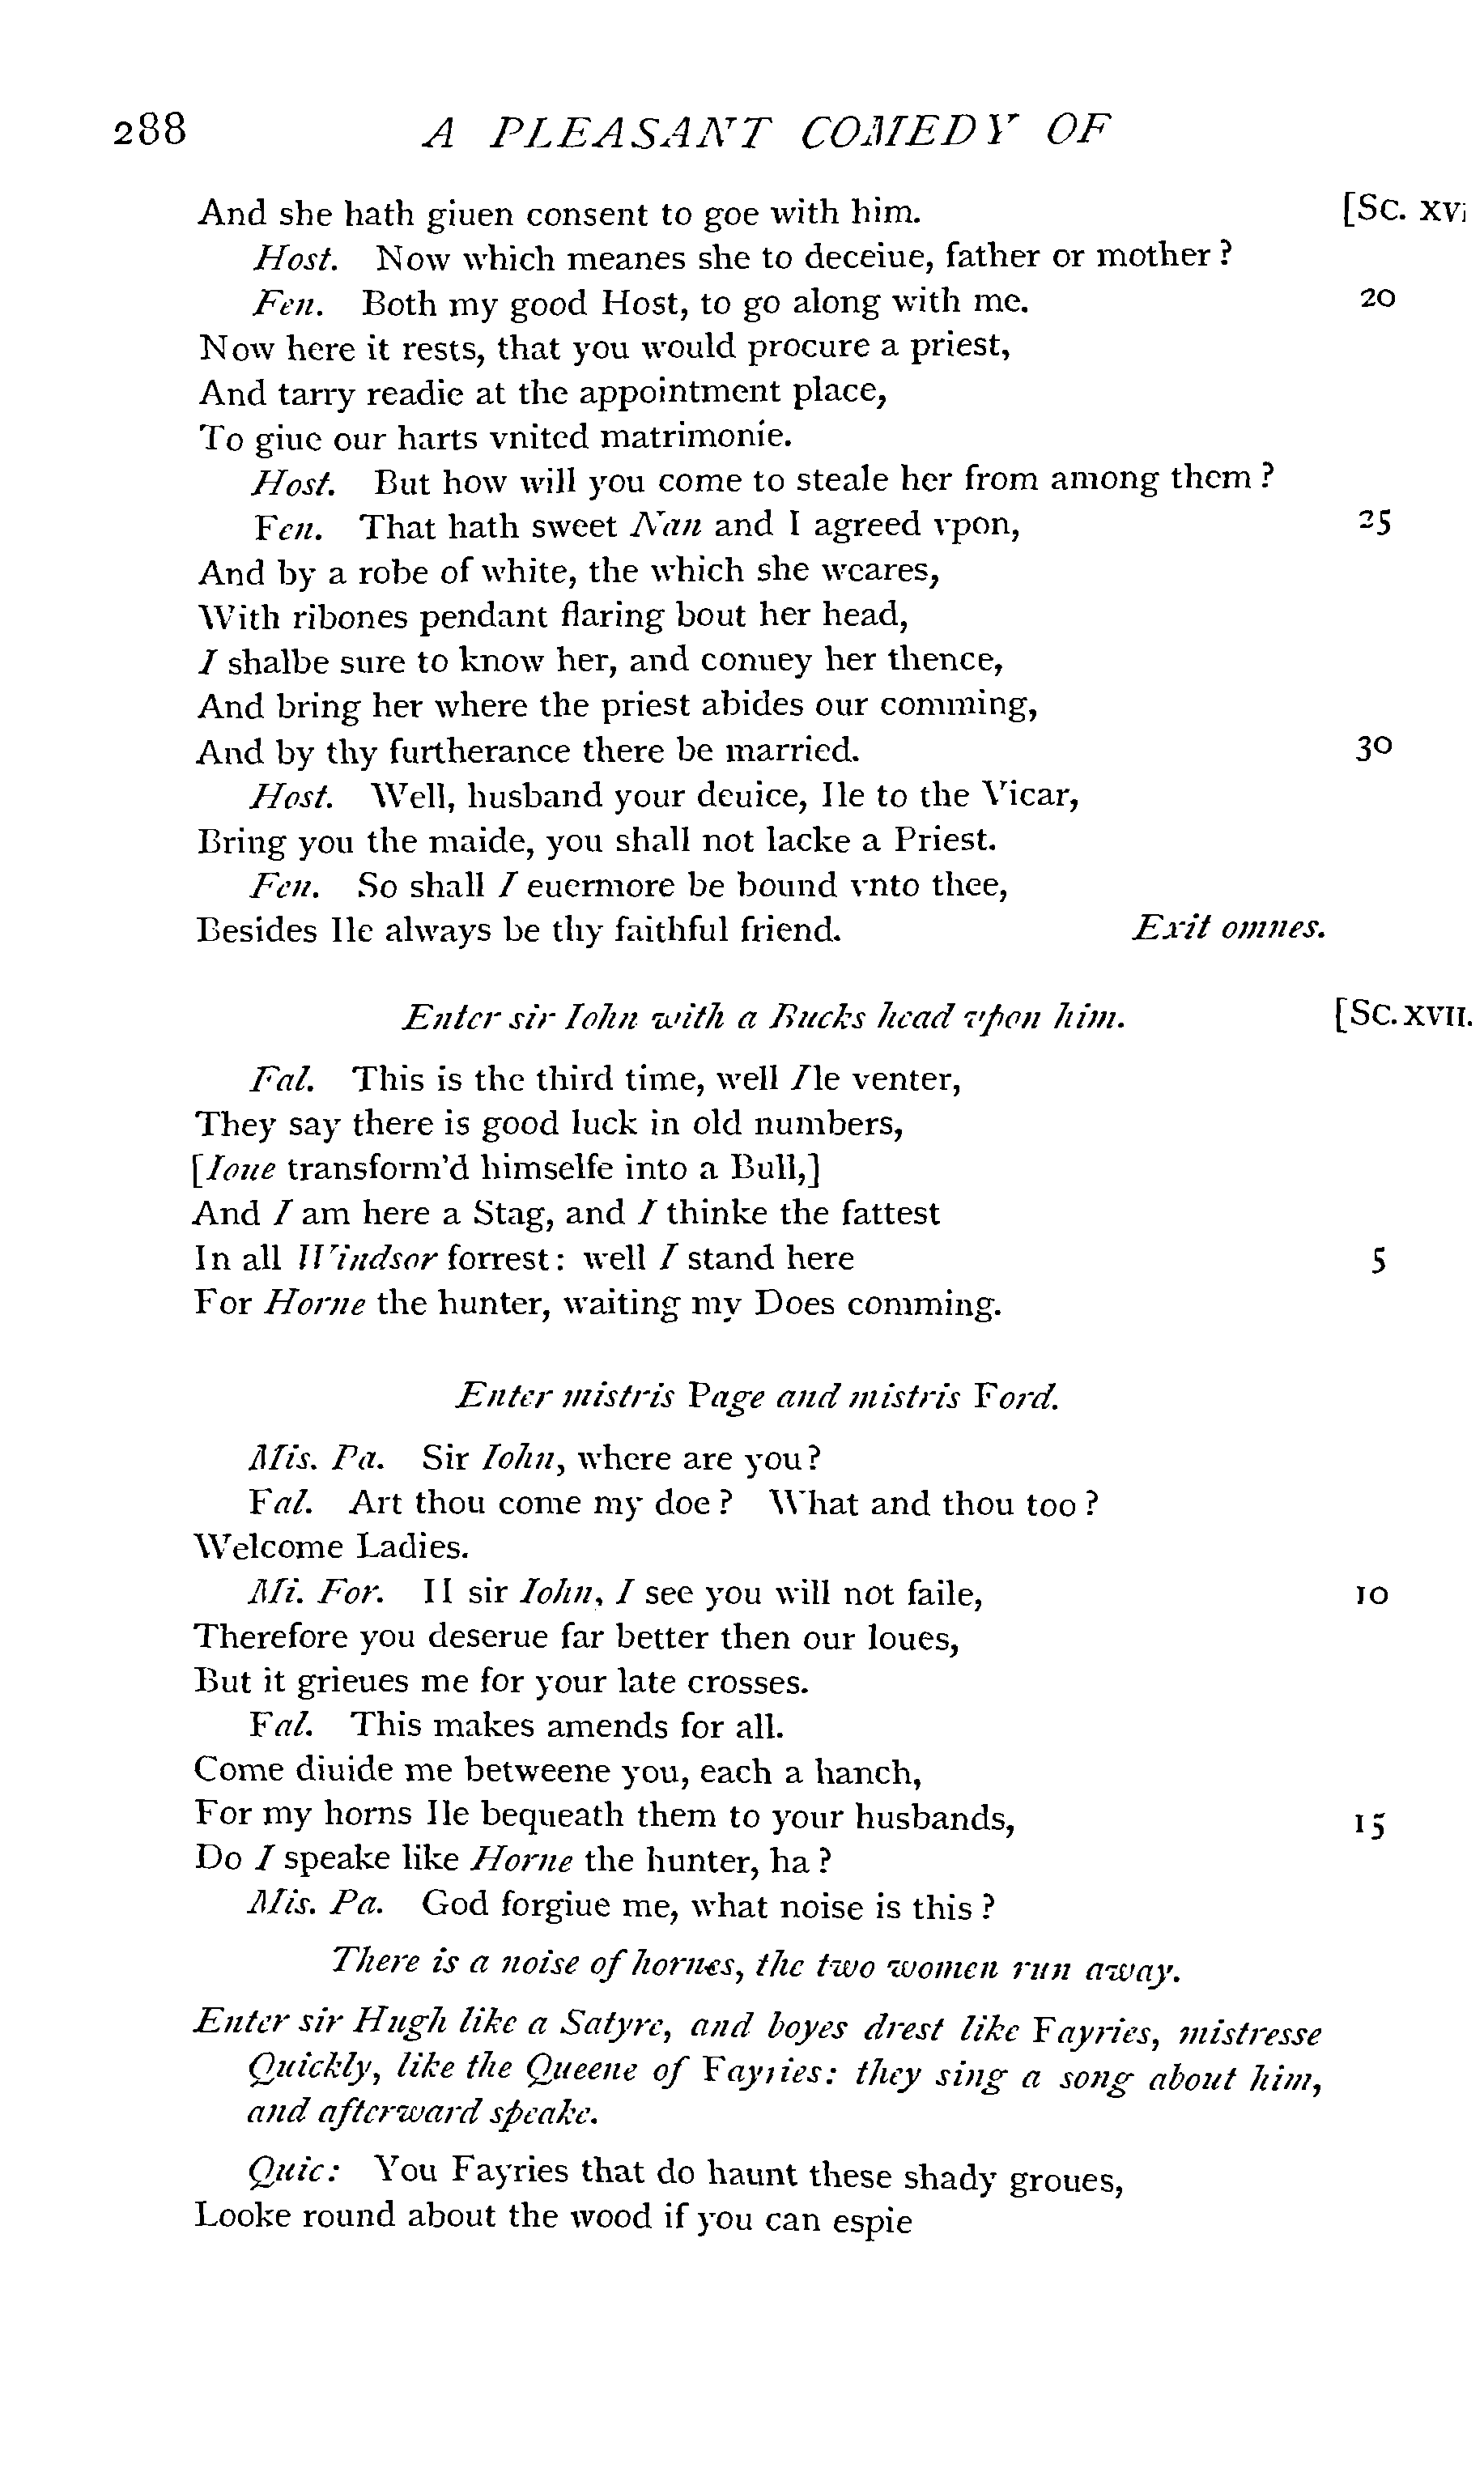 288 A PLEASANT COMEDY OF
And she hath giuen consent to goe with him. [SC. XVI
Host. Now which meanes she to deceiue, father or mother?
Fen. Both my good Host, to go along with me. 20
Now here it rests, that you would procure a priest,
And tarry readie at the appointment place,
To giue our harts vnited matrimonie.
Host. But how will you come to steale her from among them?
Fen. That hath sweet Nan and I agreed vpon, 25
And by a robe of white, the which she weares,
With ribones pendant flaring bout her head,
I shalbe sure to know her, and conuey her thence,
And bring her where the priest abides our comming,
And by thy furtherance there be married. 30
Host. Well, husband your deuice, Ile to the Vicar,
Bring you the maide, you shall not lacke a Priest.
Fen. So shall I euermore be bound vnto thee,
Besides Ile always be thy faithful friend. Exit omnes.
Enter sir Iohn with a Bucks head vpon him. [SC. XVII.
Fal. This is the third time, well Ile venter,
They say there is good luck in old numbers,
[Ioue transform'd himselfe into a Bull,]
And I am here a Stag, and I thinke the fattest
In all Windsor forrest: well I stand here 5
For Horne the hunter, waiting my Does comming.
Enter mistris Page and mistris Ford.
Mis. Pa. Sir Iohn, where are you?
Fal. Art thou come my doe? What and thou too?
Welcome Ladies.
Mi. For. I I sir Iohn, I see you will not faile, 10
Therefore you deserue far better then our loues,
But it grieues me for your late crosses.
Fal. This makes amends for all.
Come diuide me betweene you, each a hanch,
For my horns Ile bequeath them to your husbands, 15
Do I speake like Horne the hunter, ha?
Mis. Pa. God forgiue me, what noise is this?
There is a noise of hornes, the two women run away.
Enter sir Hugh like a Satyre, and boyes drest like Fayries, mistresse
Quickly, like the Queene of Fayries: they sing a song about him,
and afterward speake.
Quic: You Fayries that do haunt these shady groues,
Looke round about the wood if you can espie